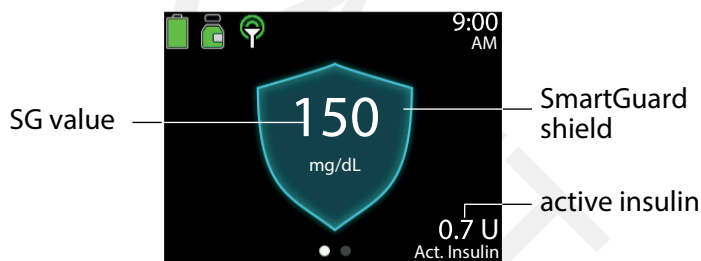 9:00
AM
SG value
150
mg/dL
SmartGuard
shield
active insulin
0.7 U
Act. Insulin